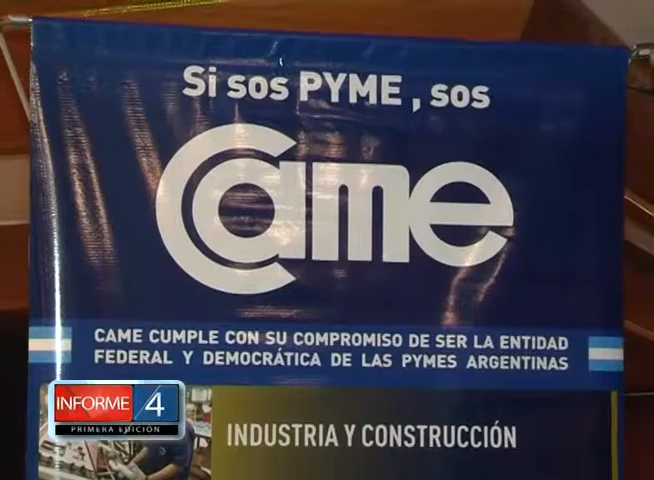 Si sos PYME, sos
Came
CAME CUMPLE CON SU COMPROMISO DE SER LA ENTIDAD
FEDERAL Y DEMOCRÁTICA DE LAS PYMES ARGENTINAS
INFORME 4
PRIMERA EDICIÓN
INDUSTRIA Y CONSTRUCCIÓN